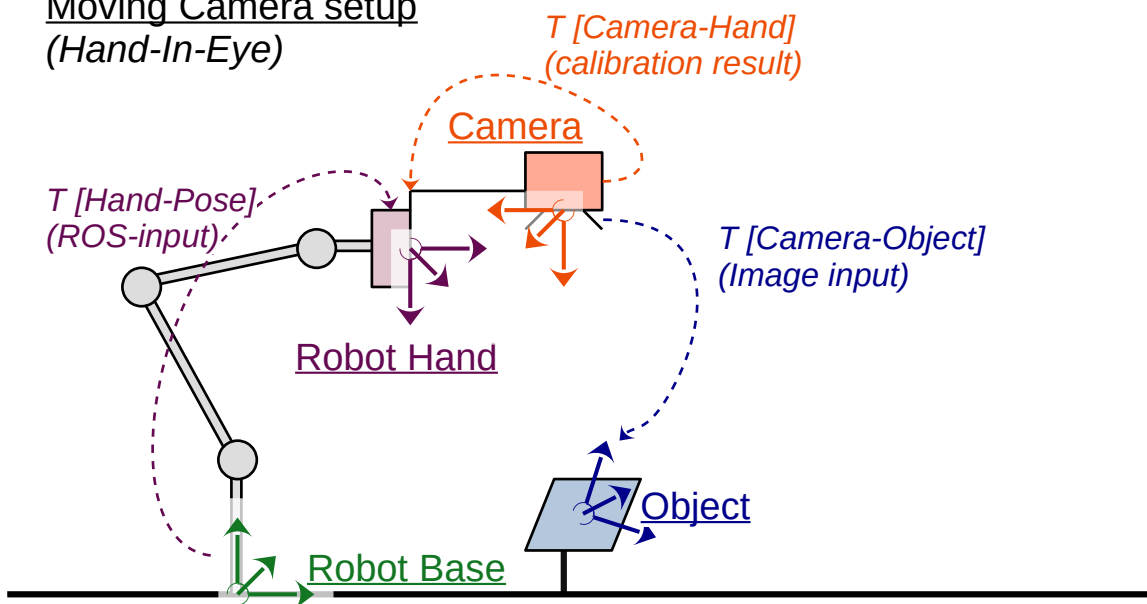 Moving Camera setup
(Hand-In-Eye)
T [Camera-Hand]
(calibration result)
Camera
T [Hand-Pose]
(ROS-input)
T [Camera-Object]
(Image input)
Robot Hand
Object
Robot Base